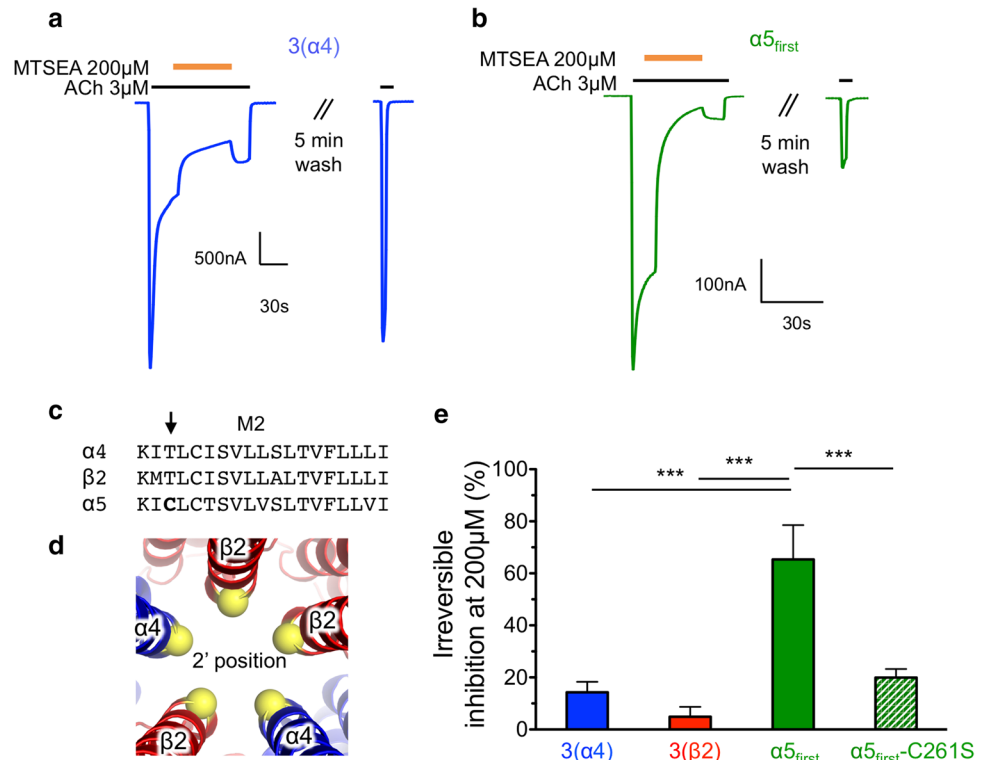 a
3(α4)
MTSEA 200µM
ACh 3µM
5 min
wash
500nA
30s
b
α5first
MTSEA 200µM
ACh 3µM
5 min
wash
100nA
30s
c
M2
α4 KITLCISVLLSLTVFLLLI
β2 KMTLCISVLLALTVFLLLI
α5 KICLCTSVLVSLTVFLLVI
d
β2
α4
β2
2’ position
β2
α4
e
Irreversible
inhibition at 200µM (%)
100
80
60
40
20
0
***
***
***
3(α4)
3(β2)
α5first
α5first-C261S